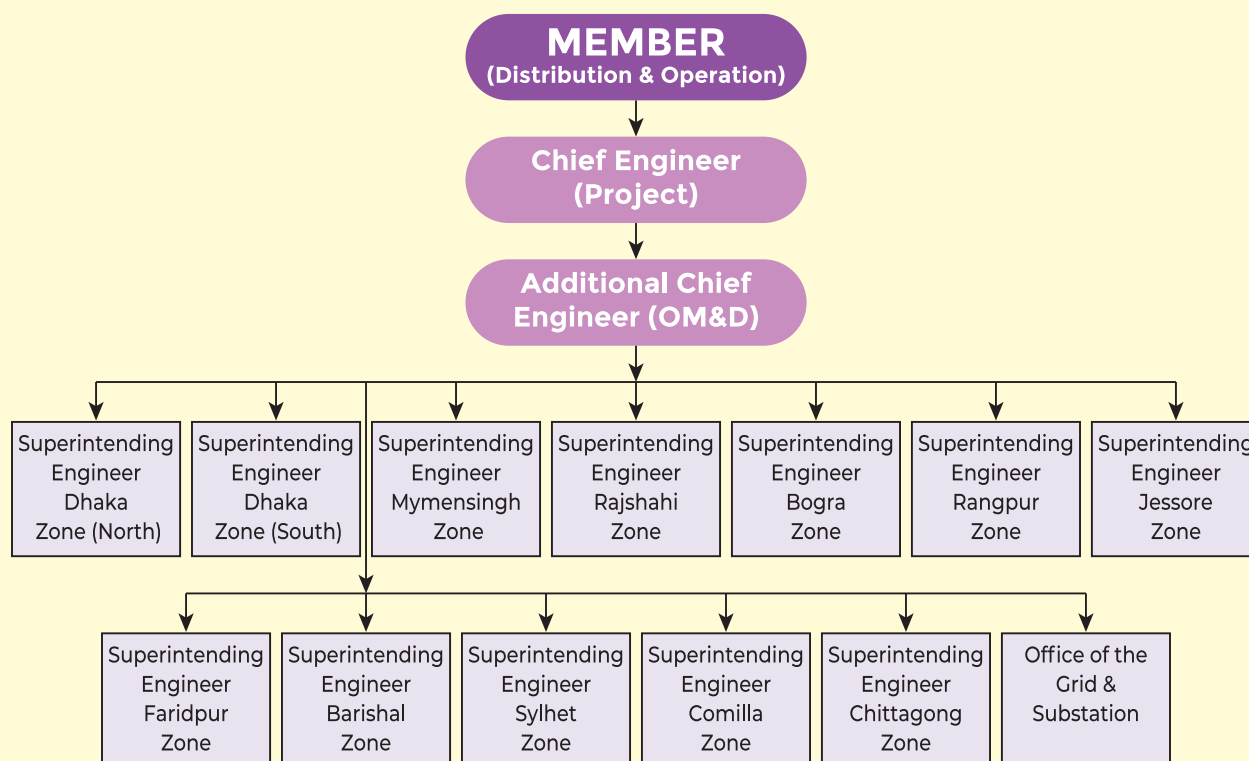 MEMBER
(Distribution & Operation)
Chief Engineer
(Project)
Additional Chief
Engineer (OM&D)
Superintending
Engineer
Dhaka
Zone (North)
Superintending
Engineer
Dhaka
Zone (South)
Superintending
Engineer
Mymensingh
Zone
Superintending
Engineer
Rajshahi
Zone
Superintending
Engineer
Bogra
Zone
Superintending
Engineer
Rangpur
Zone
Superintending
Engineer
Jessore
Zone
Superintending
Engineer
Faridpur
Zone
Superintending
Engineer
Barishal
Zone
Superintending
Engineer
Sylhet
Zone
Superintending
Engineer
Comilla
Zone
Superintending
Engineer
Chittagong
Zone
Office of the
Grid &
Substation